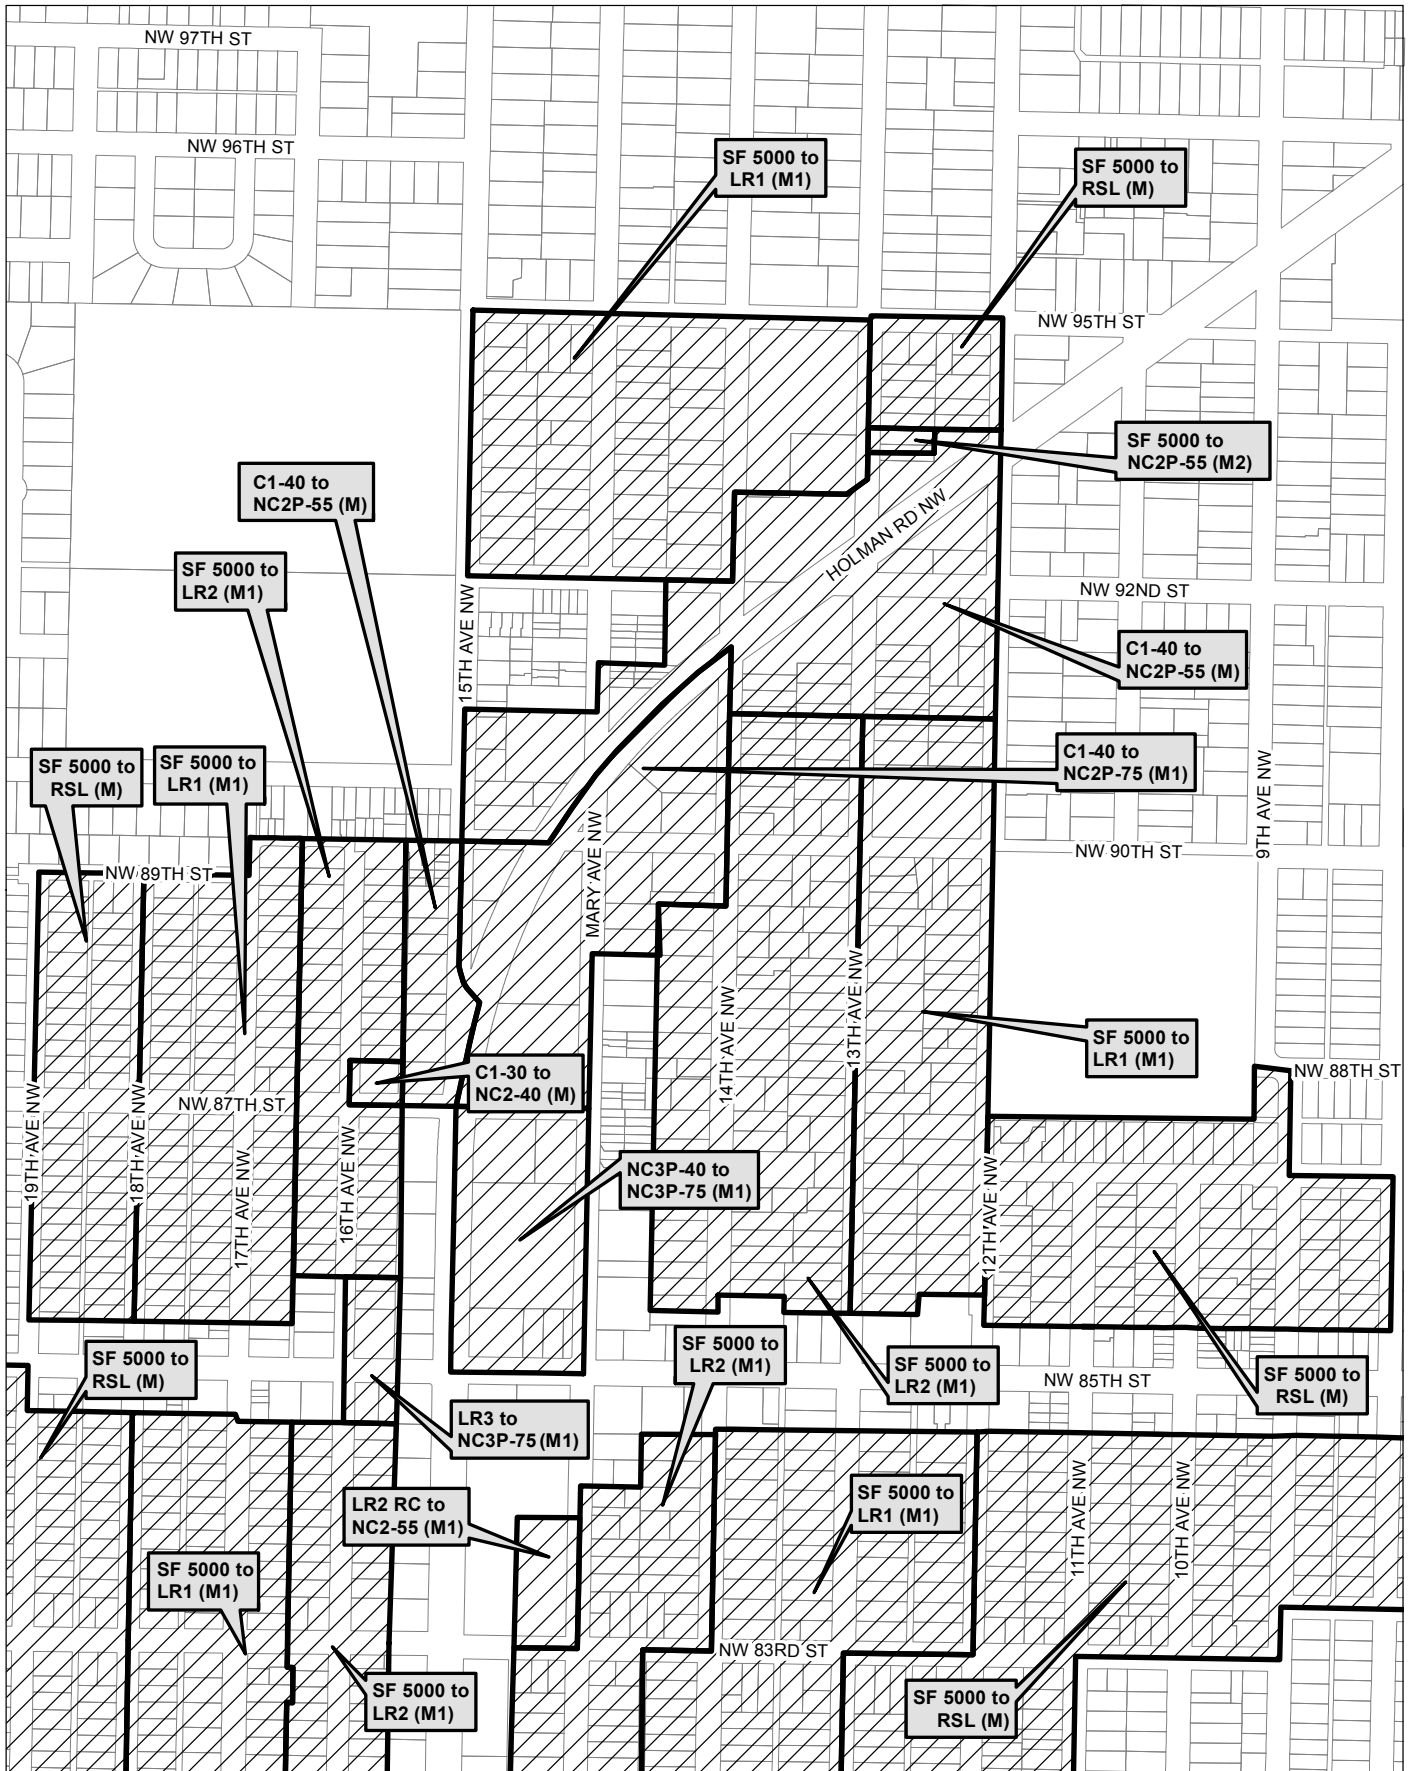 NW 97TH ST
NW 96TH ST
SF 5000 to
LR1 (M1)
SF 5000 to
RSL (M)
NW 95TH ST
SF 5000 to
NC2P-55 (M2)
C1-40 to
NC2P-55 (M)
HOLMAN RD NW
SF 5000 to
LR2 (M1)
NW 92ND ST
15TH AVE NW
C1-40 to
NC2P-55 (M)
SF 5000 to
RSL (M)
SF 5000 to
LR1 (M1)
C1-40 to
NC2P-75 (M1)
9TH AVE NW
MARY AVE NW
NW 90TH ST
NW 89TH ST
14TH AVE NW
13TH AVE NW
SF 5000 to
LR1 (M1)
C1-30 to
NC2-40 (M)
NW 88TH ST
NW 87TH ST
19TH AVE NW
18TH AVE NW
17TH AVE NW
16TH AVE NW
NC3P-40 to
NC3P-75 (M1)
12TH AVE NW
SF 5000 to
RSL (M)
SF 5000 to
LR2 (M1)
SF 5000 to
LR2 (M1)
SF 5000 to
RSL (M)
NW 85TH ST
LR3 to
NC3P-75 (M1)
LR2 RC to
NC2-55 (M1)
SF 5000 to
LR1 (M1)
11TH AVE NW
10TH AVE NW
SF 5000 to
LR1 (M1)
NW 83RD ST
SF 5000 to
LR2 (M1)
SF 5000 to
RSL (M)